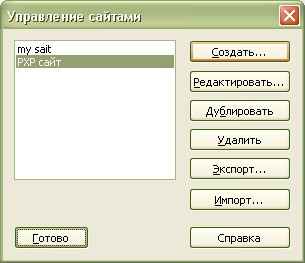 Управление сайтами
my sait
PXP сайт
Создать...
Редактировать...
Дублировать
Удалить
Экспорт...
Импорт...
Готово
Справка